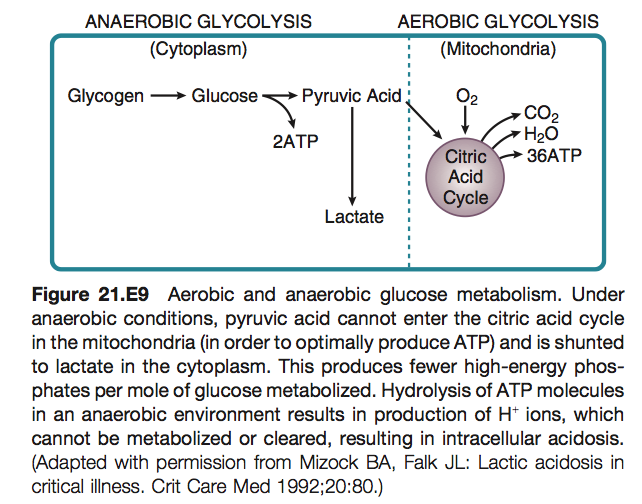 ANAEROBIC GLYCOLYSIS
AEROBIC GLYCOLYSIS
(Cytoplasm)
(Mitochondria)
Glycogen
Glucose
Pyruvic Acid
O2
CO2
H2O
36ATP
2ATP
Citric
Acid
Cycle
Lactate
Figure 21.E9 Aerobic and anaerobic glucose metabolism. Under
anaerobic conditions, pyruvic acid cannot enter the citric acid cycle
in the mitochondria (in order to optimally produce ATP) and is shunted
to lactate in the cytoplasm. This produces fewer high-energy phos-
phates per mole of glucose metabolized. Hydrolysis of ATP molecules
in an anaerobic environment results in production of H+ ions, which
cannot be metabolized or cleared, resulting in intracellular acidosis.
(Adapted with permission from Mizock BA, Falk JL: Lactic acidosis in
critical illness. Crit Care Med 1992;20:80.)